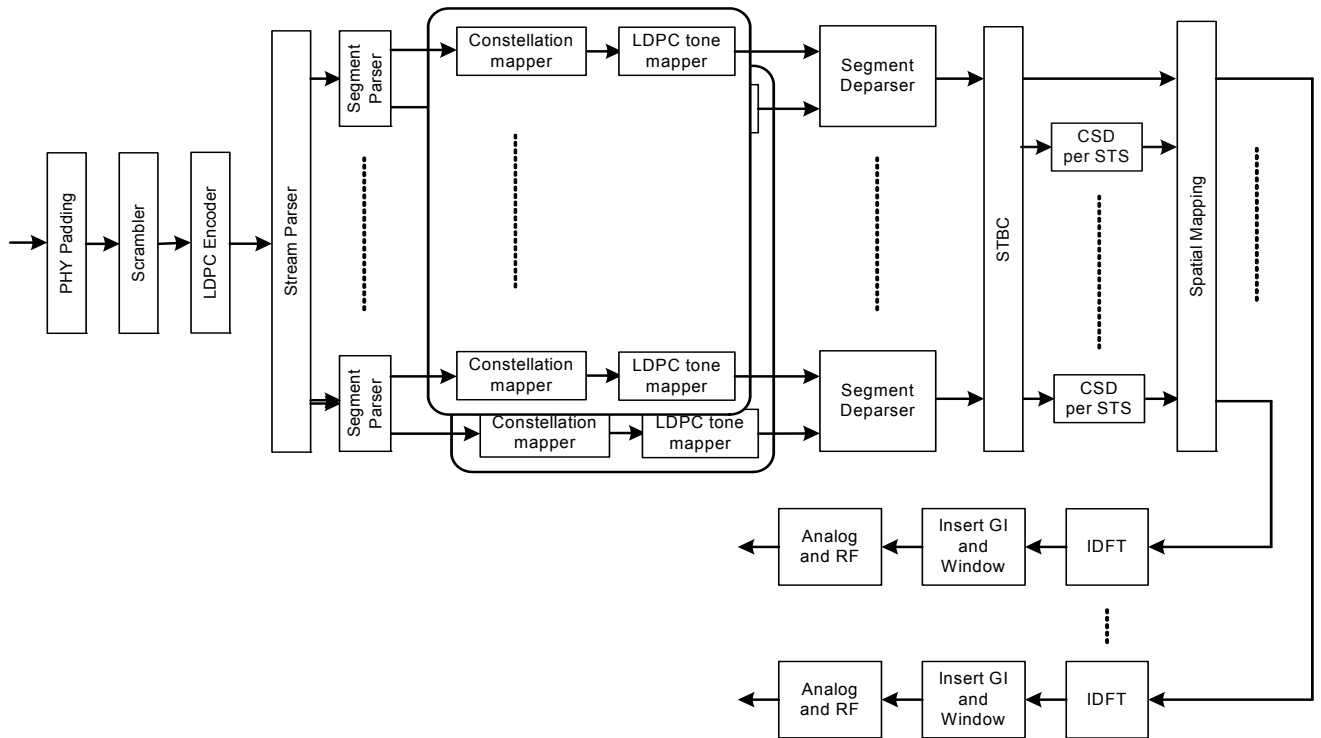 PHY Padding
Scrambler
LDPC Encoder
Stream Parser
Segment
Parser
Constellation
mapper
LDPC tone
mapper
Segment
Deparser
STBC
CSD
per STS
Spatial Mapping
Segment
Parser
Constellation
mapper
LDPC tone
mapper
Constellation
mapper
LDPC tone
mapper
Segment
Deparser
CSD
per STS
Analog
and RF
Insert GI
and
Window
IDFT
Analog
and RF
Insert GI
and
Window
IDFT